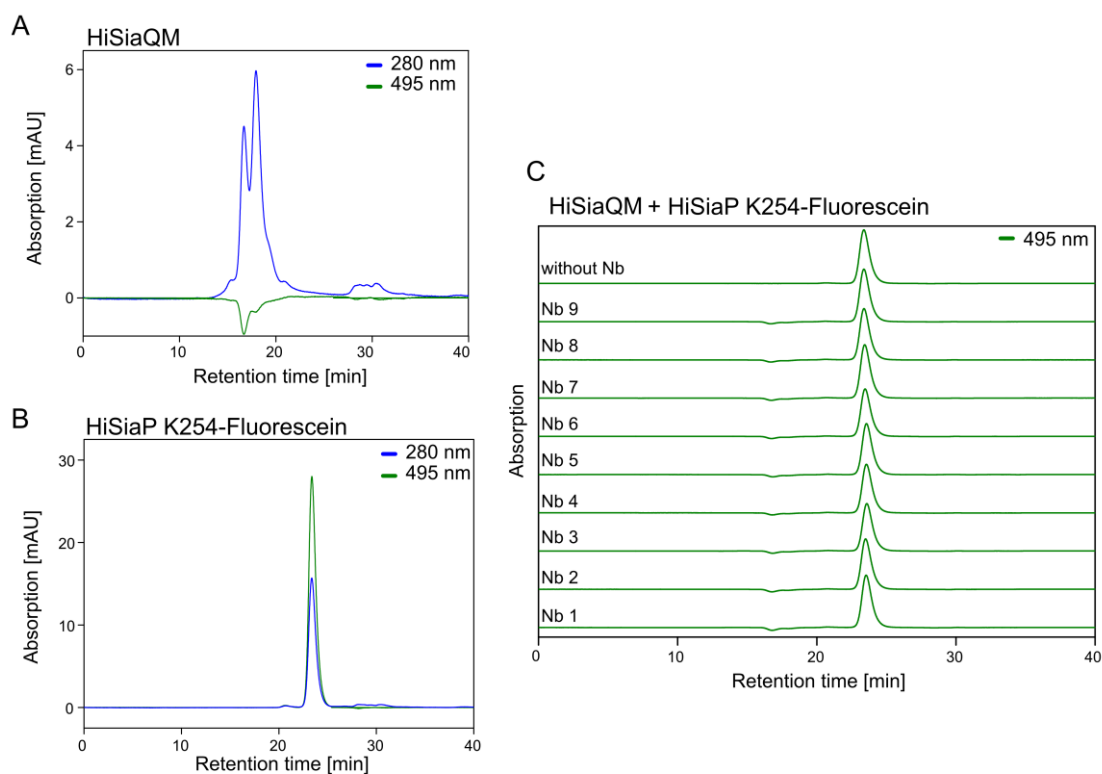 A
HiSiaQM
280 nm
495 nm
6
4
2
0
Absorption [mAU]
0 10 20 30 40
Retention time [min]
B
HiSiaP K254-Fluorescein
280 nm
495 nm
30
20
10
0
Absorption [mAU]
0 10 20 30 40
Retention time [min]
C
HiSiaQM + HiSiaP K254-Fluorescein
495 nm
without Nb
Nb 9
Nb 8
Nb 7
Nb 6
Nb 5
Nb 4
Nb 3
Nb 2
Nb 1
Absorption
0 10 20 30 40
Retention time [min]